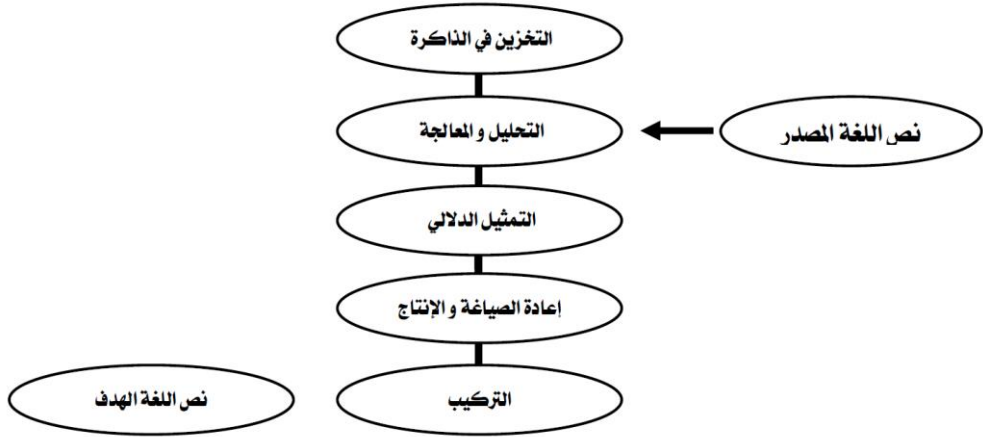 التخزين في الذاكرة
التحليل و المعالجة
نص اللغة المصدر
التمثيل الدلالي
إعادة الصياغة و الإنتاج
التركيب
نص اللغة الهدف